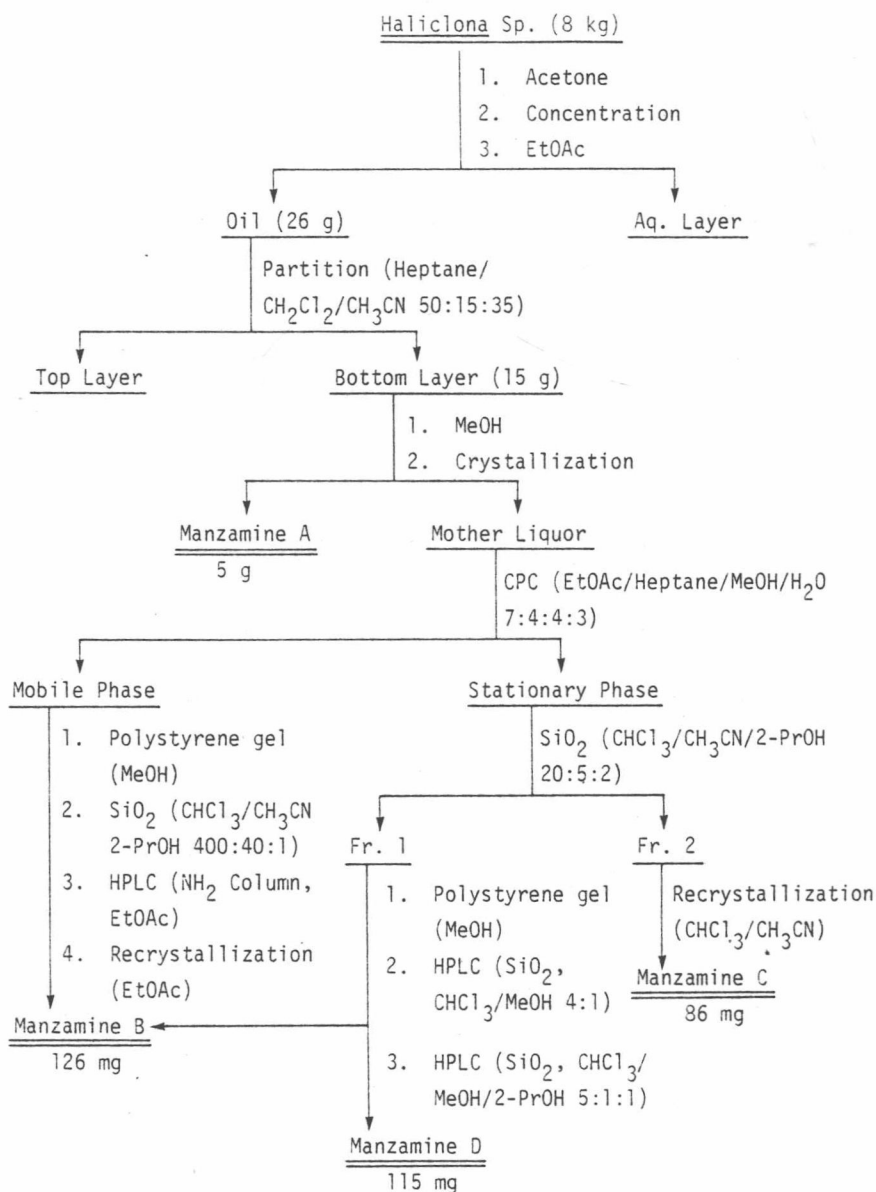 Haliclona Sp. (8 kg)
1. Acetone
2. Concentration
3. EtOAc
Oil (26 g)
Aq. Layer
Partition (Heptane/
CH2Cl2/CH3CN 50:15:35)
Top Layer
Bottom Layer (15 g)
1. MeOH
2. Crystallization
Manzamine A
5 g
Mother Liquor
CPC (EtOAc/Heptane/MeOH/H2O
7:4:4:3)
Mobile Phase
Stationary Phase
1. Polystyrene gel
(MeOH)
2. SiO2 (CHCl3/CH3CN
2-PrOH 400:40:1)
3. HPLC (NH2 Column,
EtOAc)
4. Recrystallization
(EtOAc)
SiO2 (CHCl3/CH3CN/2-PrOH
20:5:2)
Fr. 1
Fr. 2
1. Polystyrene gel
(MeOH)
2. HPLC (SiO2,
CHCl3/MeOH 4:1)
3. HPLC (SiO2, CHCl3/
MeOH/2-PrOH 5:1:1)
Recrystallization
(CHCl3/CH3CN)
Manzamine C
86 mg
Manzamine B
126 mg
Manzamine D
115 mg